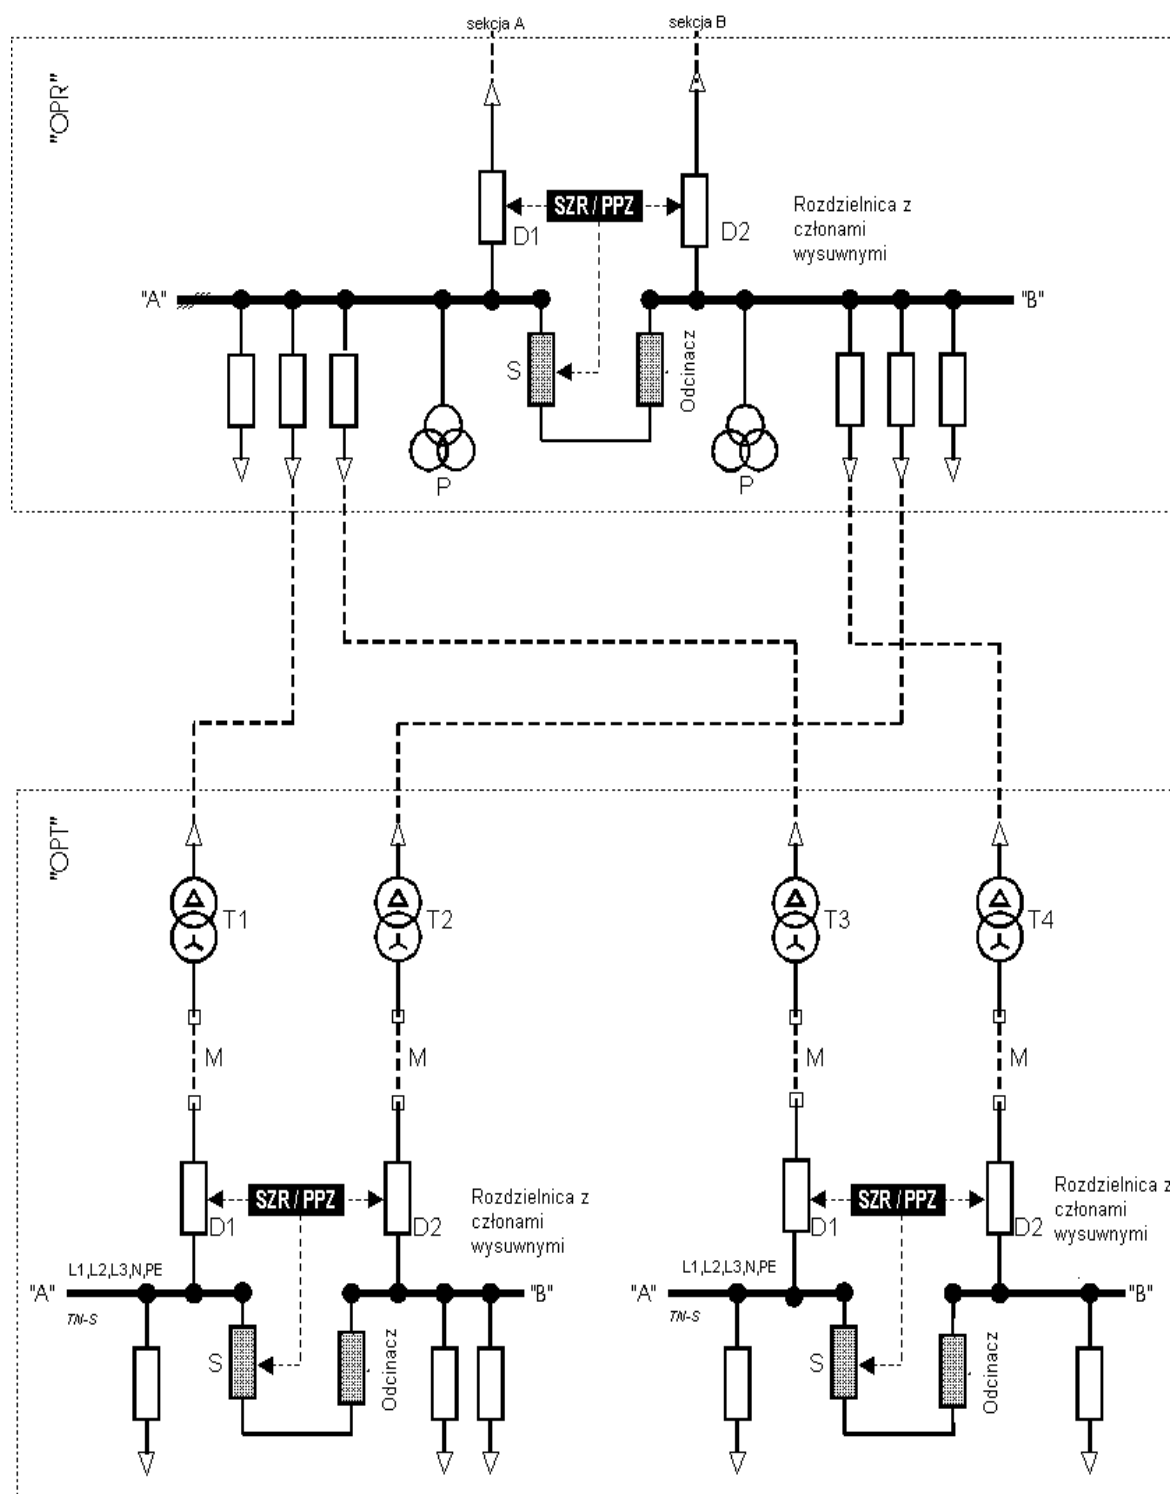 sekcja A
sekcja B
"OPR"
SZR / PPZ
D1
D2
Rozdzielnica z
członami
wysuwnymi
"A"
"B"
S
Odcinacz
P
P
"OPT"
T1
T2
T3
T4
M
M
M
M
SZR / PPZ
D1
D2
Rozdzielnica z
członami
wysuwnymi
SZR / PPZ
D1
D2
Rozdzielnica z
członami
wysuwnymi
L1,L2,L3,N,PE
"A"
"B"
TN-S
S
Odcinacz
L1,L2,L3,N,PE
"A"
"B"
TN-S
S
Odcinacz